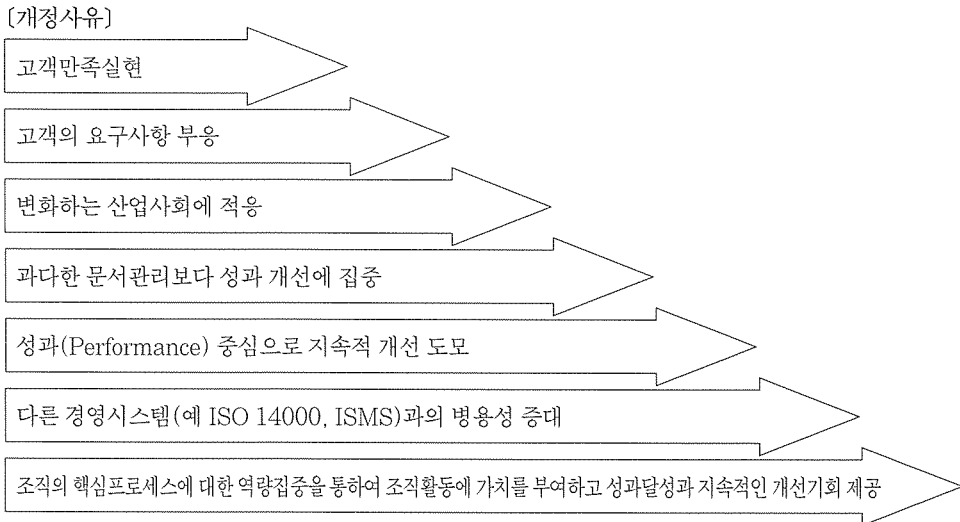 〔개정사유〕
고객만족실현
고객의 요구사항 부응
변화하는 산업사회에 적응
과다한 문서관리보다 성과 개선에 집중
성과(Performance) 중심으로 지속적 개선 도모
다른 경영시스템(예 ISO 14000, ISMS)과의 병용성 증대
조직의 핵심프로세스에 대한 역량집중을 통하여 조직활동에 가치를 부여하고 성과달성과 지속적인 개선기회 제공